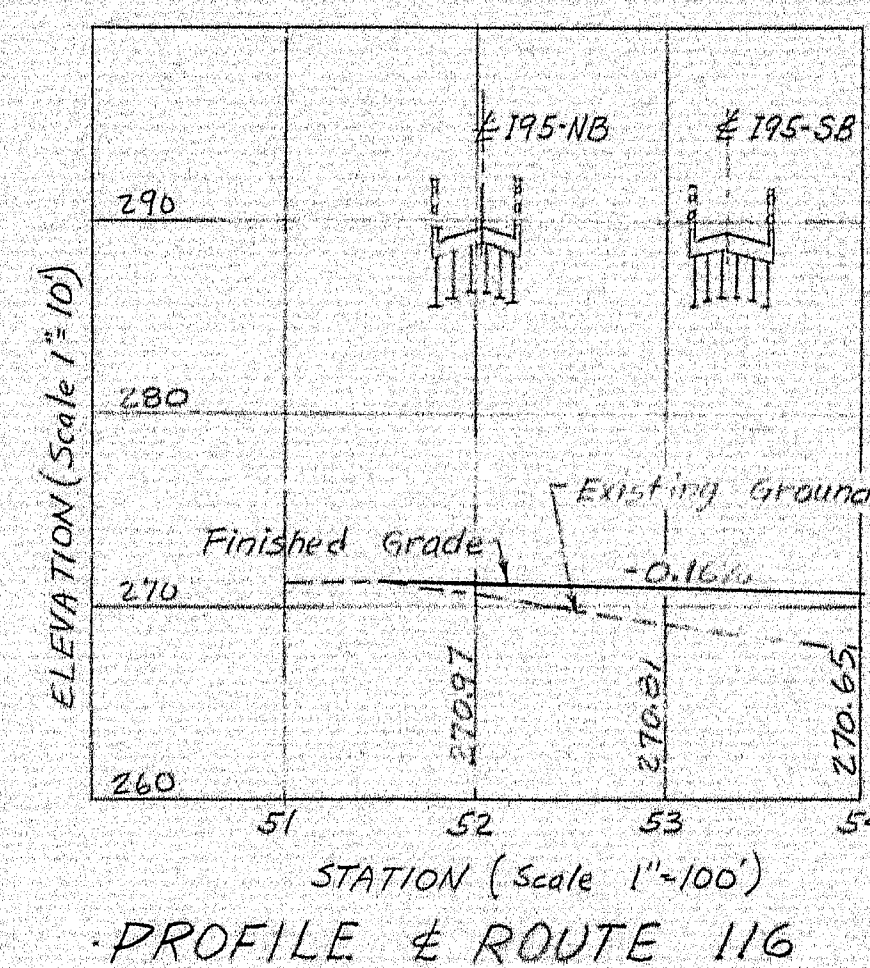 ℄ I95-NB
℄ I95-SB
290
ELEVATION (Scale 1"=10')
280
Existing Ground
Finished Grade
-0.16%
270
270.97
270.81
270.65
260
51
52
53
54
STATION (Scale 1"=100')
PROFILE ℄ ROUTE 116